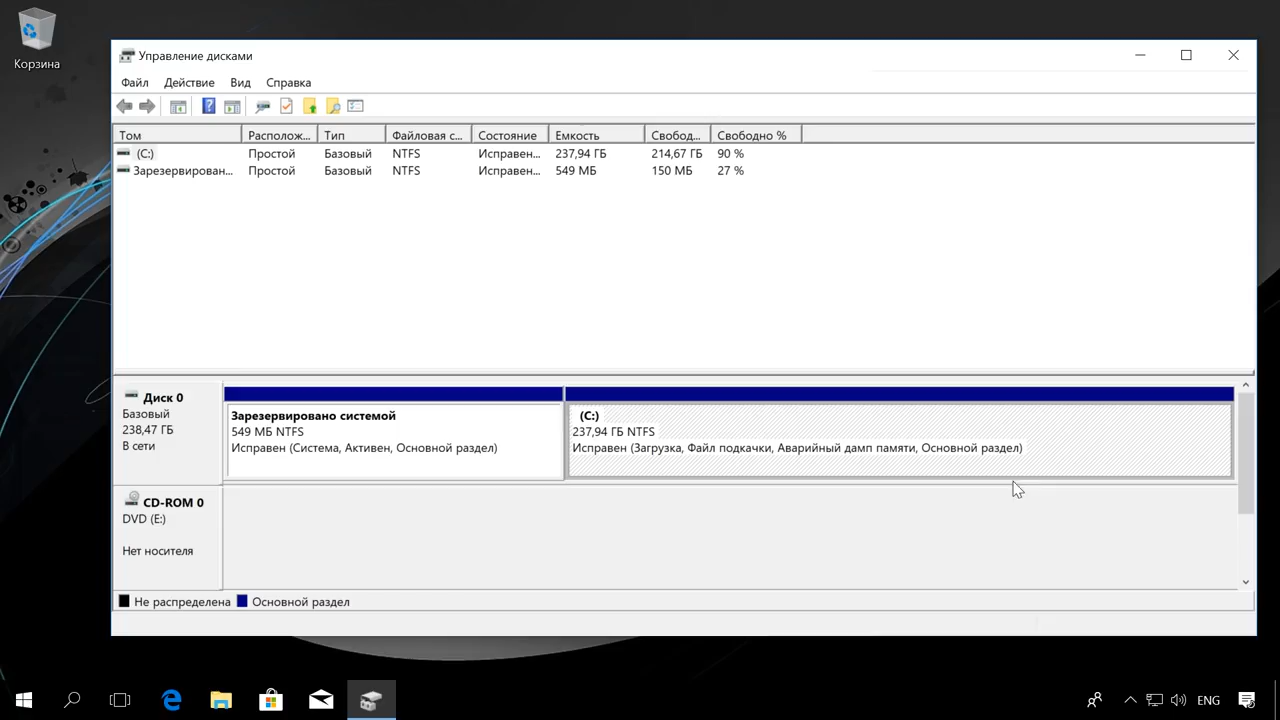 Корзина
Управление дисками
Файл Действие Вид Справка
Том Располож... Тип Файловая с... Состояние Емкость Свобод... Свободно %
(C:) Простой Базовый NTFS Исправен... 237,94 ГБ 214,67 ГБ 90 %
Зарезервирован... Простой Базовый NTFS Исправен... 549 МБ 150 МБ 27 %
Диск 0
Базовый
238,47 ГБ
В сети
Зарезервировано системой
549 МБ NTFS
Исправен (Система, Активен, Основной раздел)
(C:)
237,94 ГБ NTFS
Исправен (Загрузка, Файл подкачки, Аварийный дамп памяти, Основной раздел)
CD-ROM 0
DVD (E:)
Нет носителя
Не распределена Основной раздел
ENG